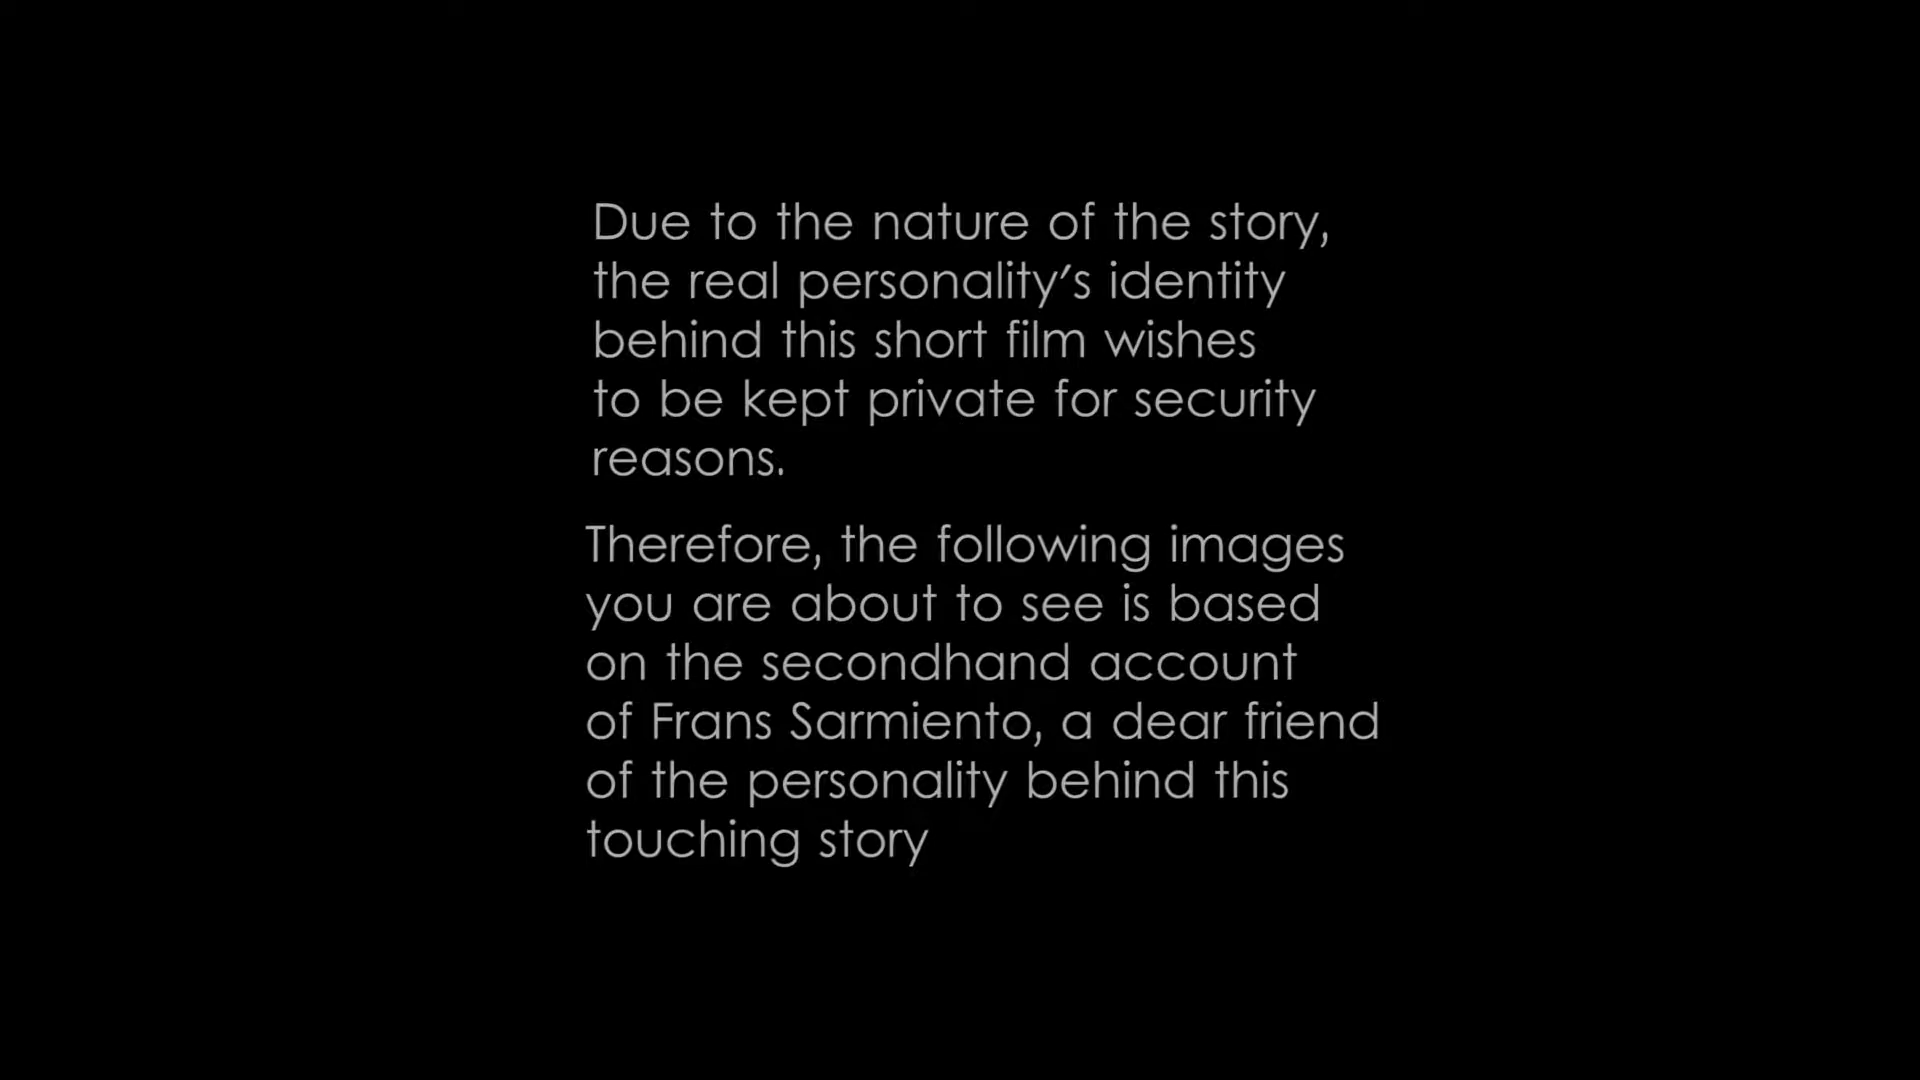 Due to the nature of the story,
the real personality's identity
behind this short film wishes
to be kept private for security
reasons.
Therefore, the following images
you are about to see is based
on the secondhand account
of Frans Sarmiento, a dear friend
of the personality behind this
touching story